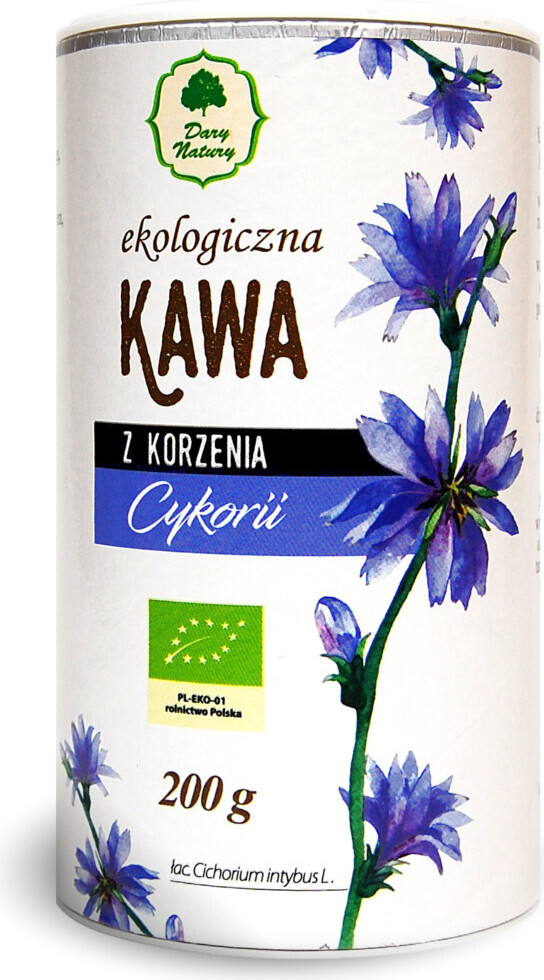 Dary
Natury
ekologiczna
KAWA
Z KORZENIA
Cykorii
PL-EKO-01
rolnictwo Polska
200 g
łac. Cichorium intybus L.